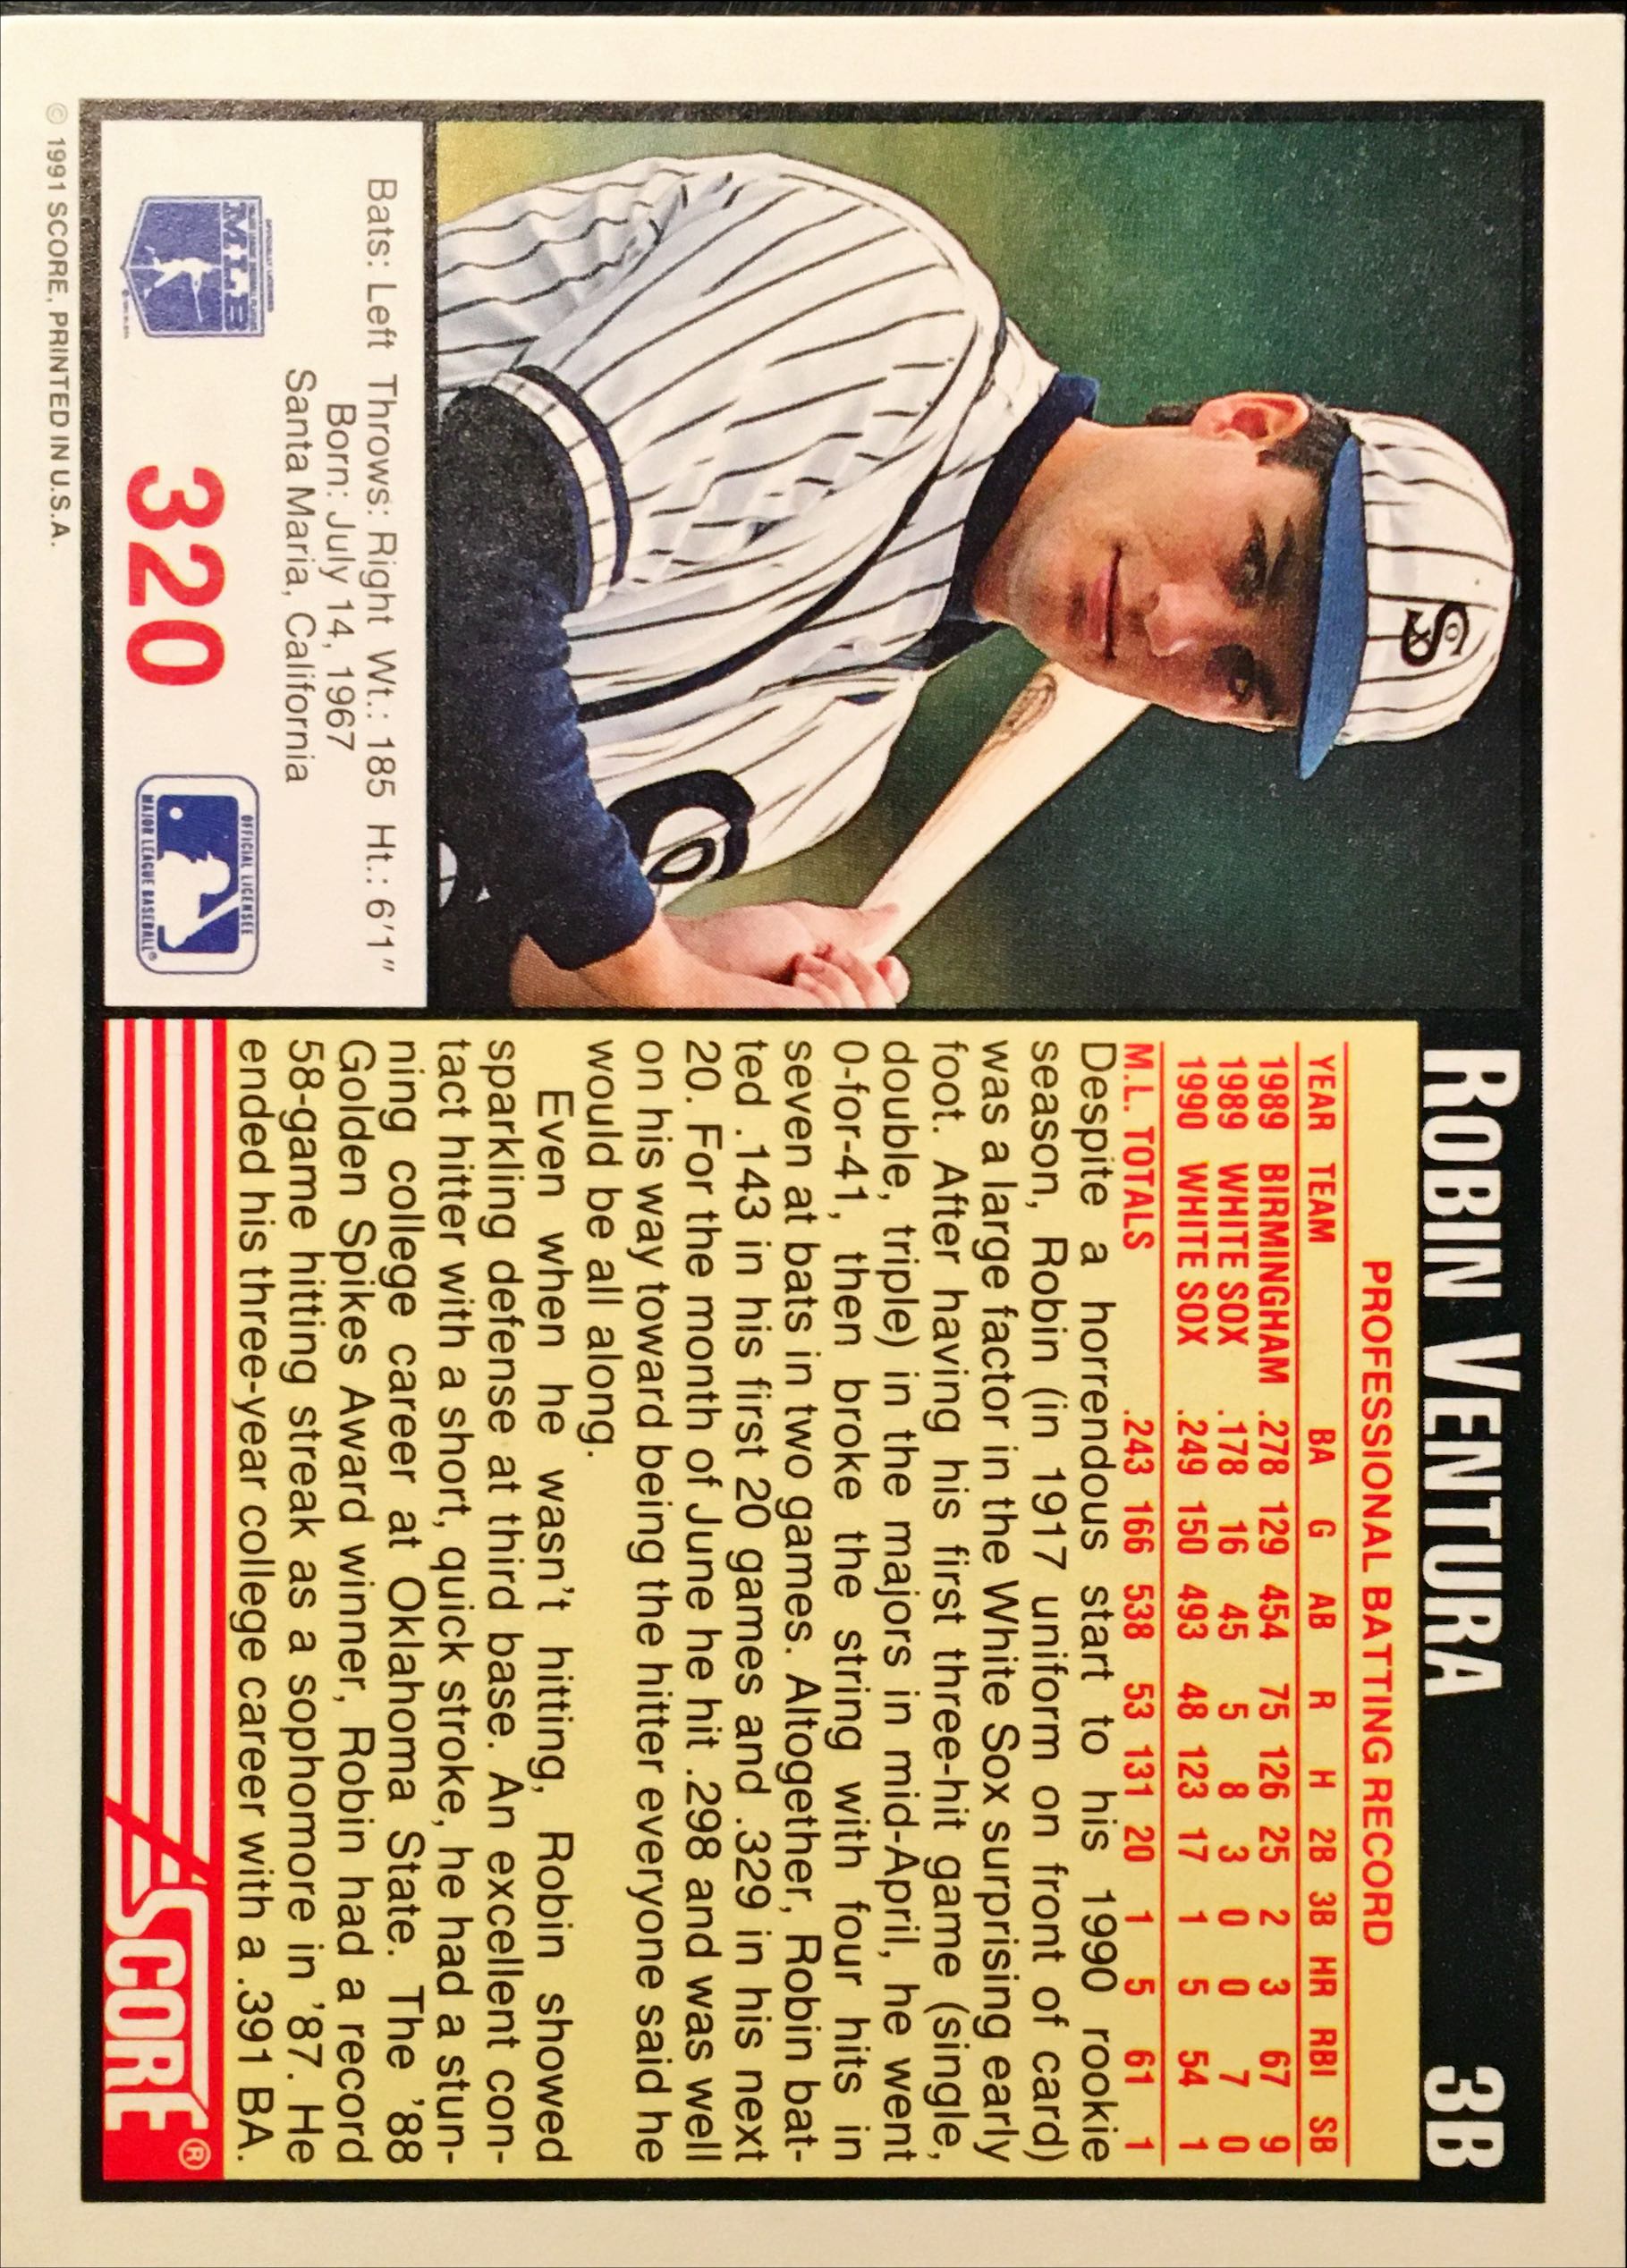 ROBIN VENTURA 3B
PROFESSIONAL BATTING RECORD
YEAR TEAM BA G AB R H 2B 3B HR RBI SB
1989 BIRMINGHAM .278 129 454 75 126 25 2 3 67 9
1989 WHITE SOX .178 16 45 5 8 3 0 0 7 0
1990 WHITE SOX .249 150 493 48 123 17 1 5 54 1
M.L. TOTALS .243 166 538 53 131 20 1 5 61 1
Despite a horrendous start to his 1990 rookie
season, Robin (in 1917 uniform on front of card)
was a large factor in the White Sox surprising early
foot. After having his first three-hit game (single,
double, triple) in the majors in mid-April, he went
0-for-41, then broke the string with four hits in
seven at bats in two games. Altogether, Robin bat-
ted .143 in his first 20 games and .329 in his next
20. For the month of June he hit .298 and was well
on his way toward being the hitter everyone said he
would be all along.
Even when he wasn't hitting, Robin showed
sparkling defense at third base. An excellent con-
tact hitter with a short, quick stroke, he had a stun-
ning college career at Oklahoma State. The '88
Golden Spikes Award winner, Robin had a record
58-game hitting streak as a sophomore in '87. He
ended his three-year college career with a .391 BA.
SCORE®
SOX
Bats: Left Throws: Right Wt.: 185 Ht.: 6'1"
Born: July 14, 1967
Santa Maria, California
MLB
320
OFFICIAL LICENSEE
MAJOR LEAGUE BASEBALL®
© 1991 SCORE, PRINTED IN U.S.A.